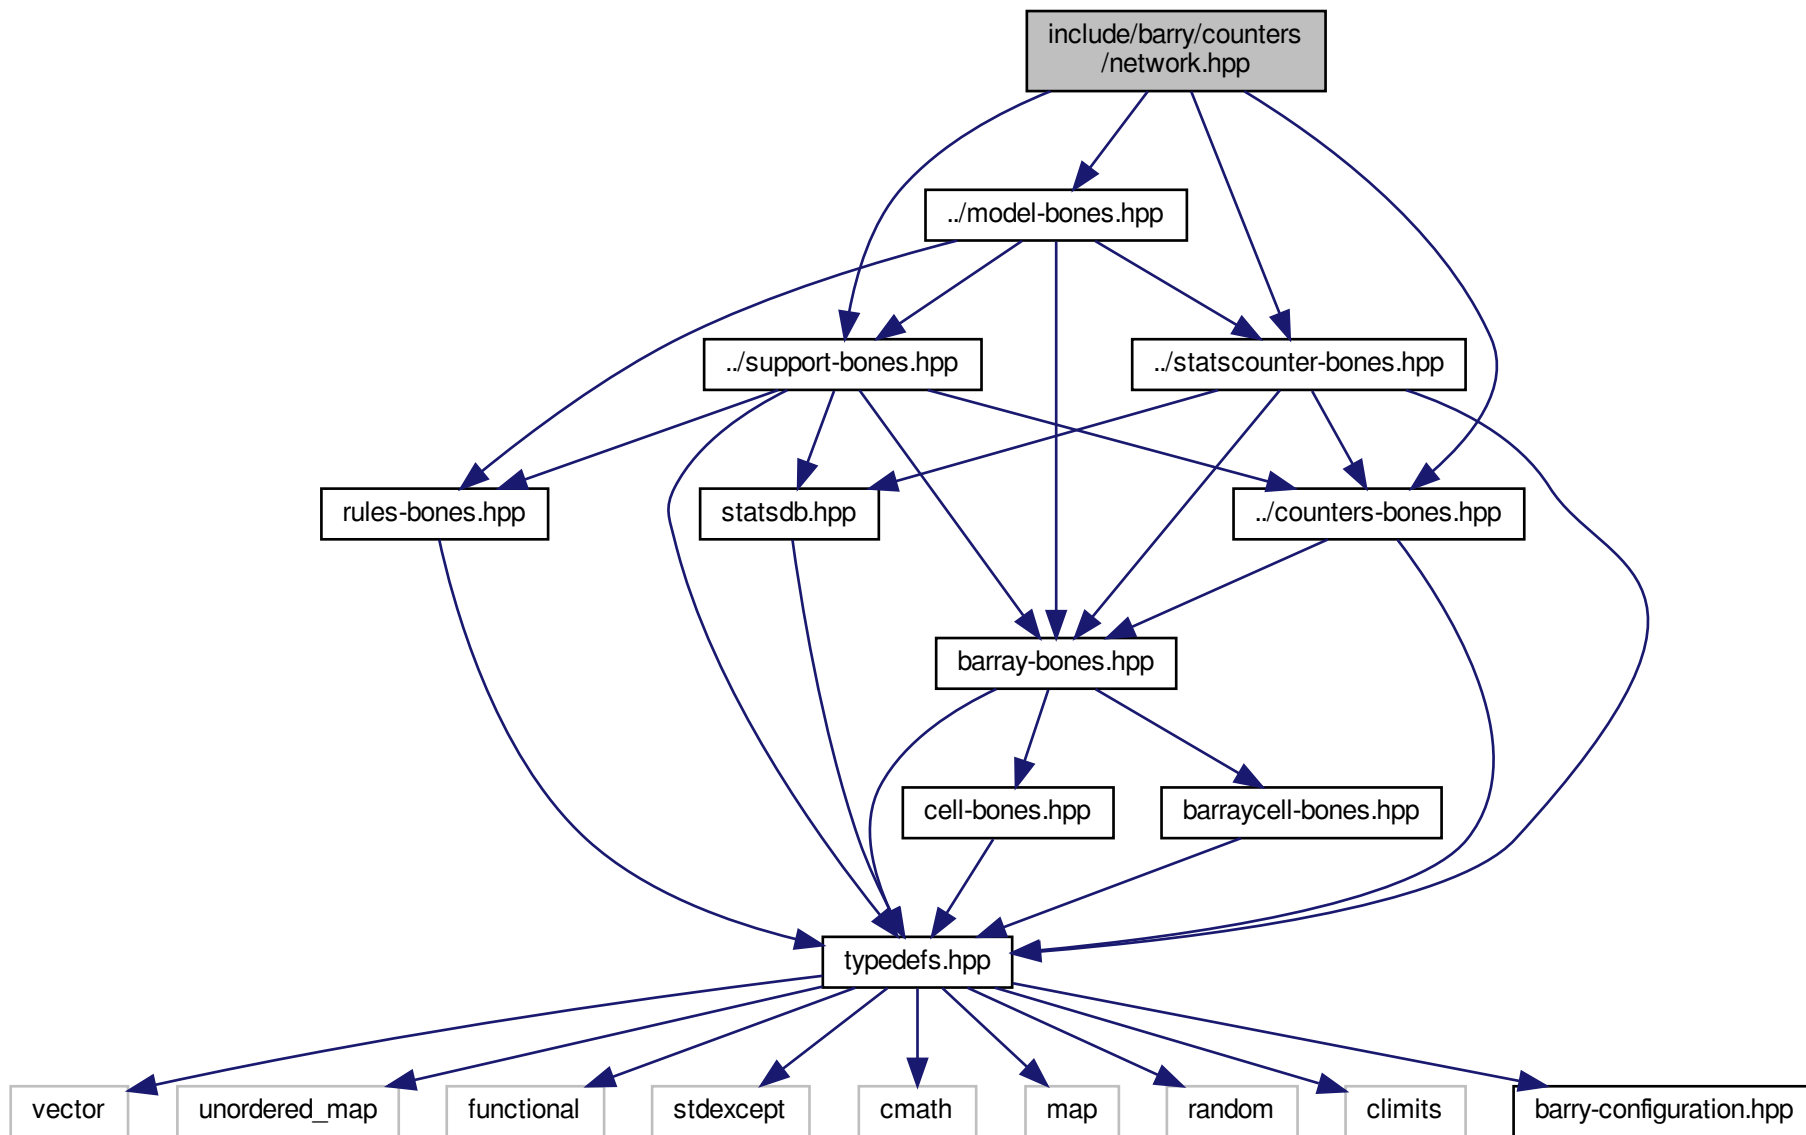 include/barry/counters
/network.hpp
../model-bones.hpp
../support-bones.hpp
../statscounter-bones.hpp
rules-bones.hpp
statsdb.hpp
../counters-bones.hpp
barray-bones.hpp
cell-bones.hpp
barraycell-bones.hpp
typedefs.hpp
vector
unordered_map
functional
stdexcept
cmath
map
random
climits
barry-configuration.hpp